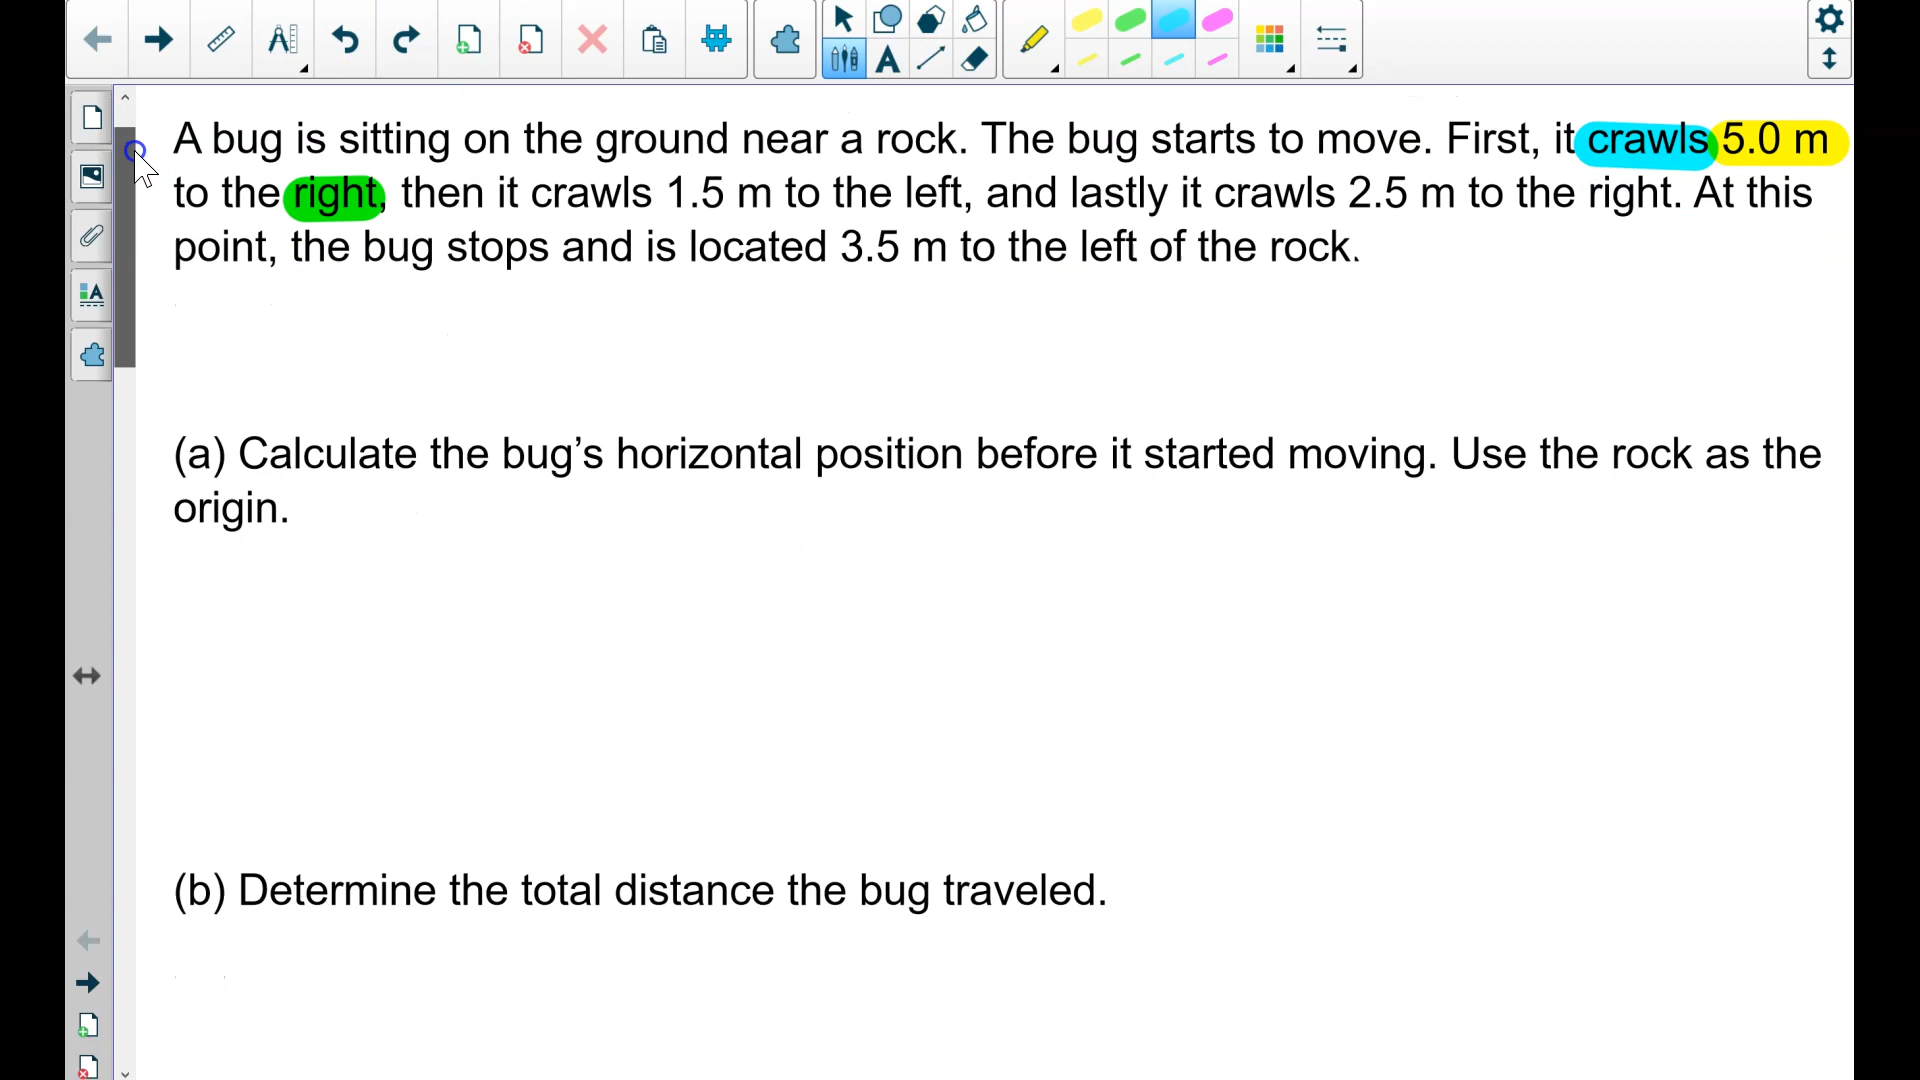 A bug is sitting on the ground near a rock. The bug starts to move. First, it crawls 5.0 m
to the right, then it crawls 1.5 m to the left, and lastly it crawls 2.5 m to the right. At this
point, the bug stops and is located 3.5 m to the left of the rock.
(a) Calculate the bug’s horizontal position before it started moving. Use the rock as the
origin.
(b) Determine the total distance the bug traveled.